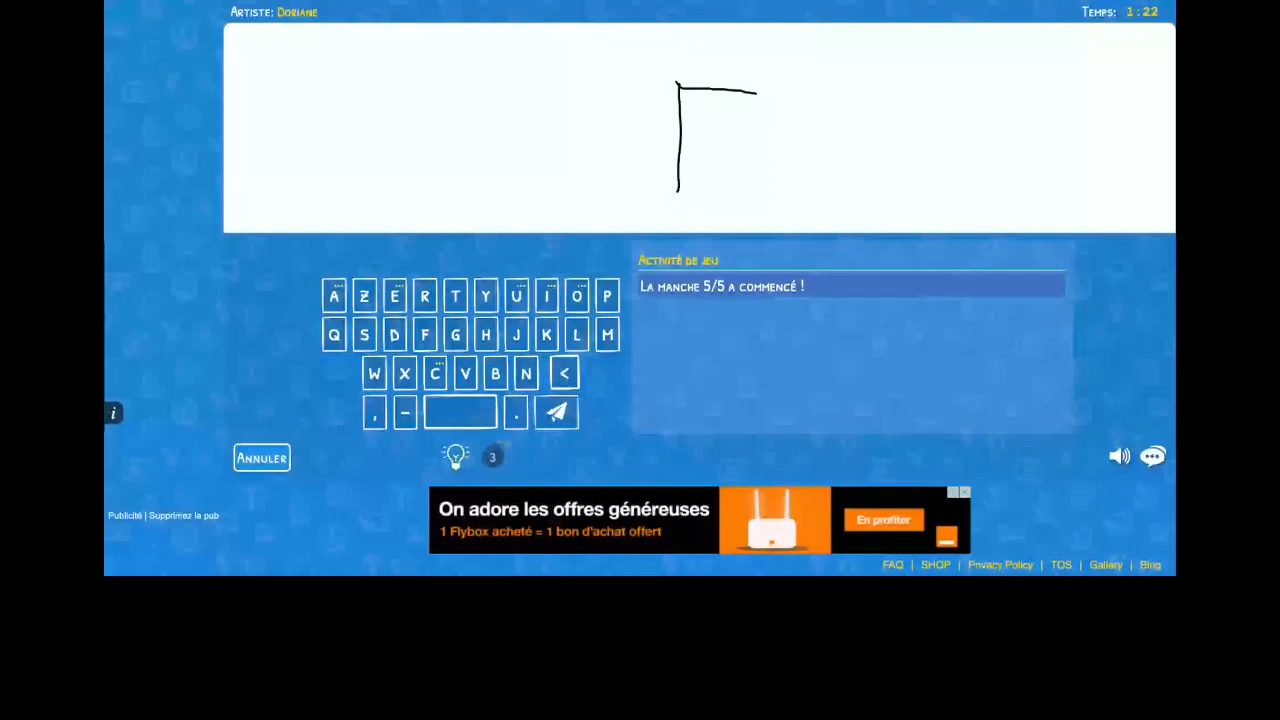 Artiste: Doriane
Temps: 1:22
Activité de jeu
La manche 5/5 a commencé !
A Z E R T Y U I O P
Q S D F G H J K L M
W X C V B N <
, - .
i
Annuler
3
On adore les offres généreuses
1 Flybox acheté = 1 bon d'achat offert
En profiter
Publicité | Supprimez la pub
FAQ | SHOP | Privacy Policy | TOS | Gallery | Blog